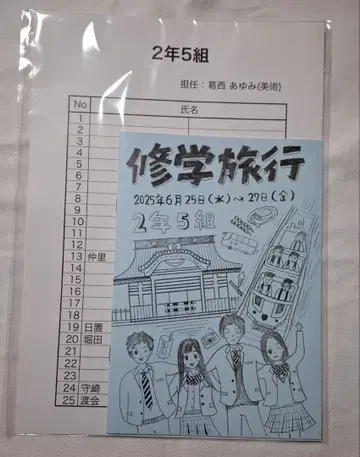 2年5組
担任：葛西 あゆみ(美術)
No 氏名
1
2
3
4
5
6
7
8
9
10
11
12
13 仲里
14
15
16
17
18
19 日置
20 堀田
21
22
23
24 守崎
25 渡会
修学旅行
2025年6月25日(水)～27日(金)
2年5組